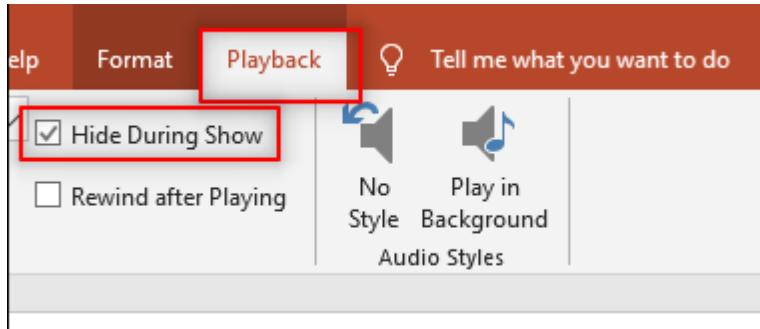 Format Playback Tell me what you want to do
Hide During Show
Rewind after Playing
No Style
Play in Background
Audio Styles